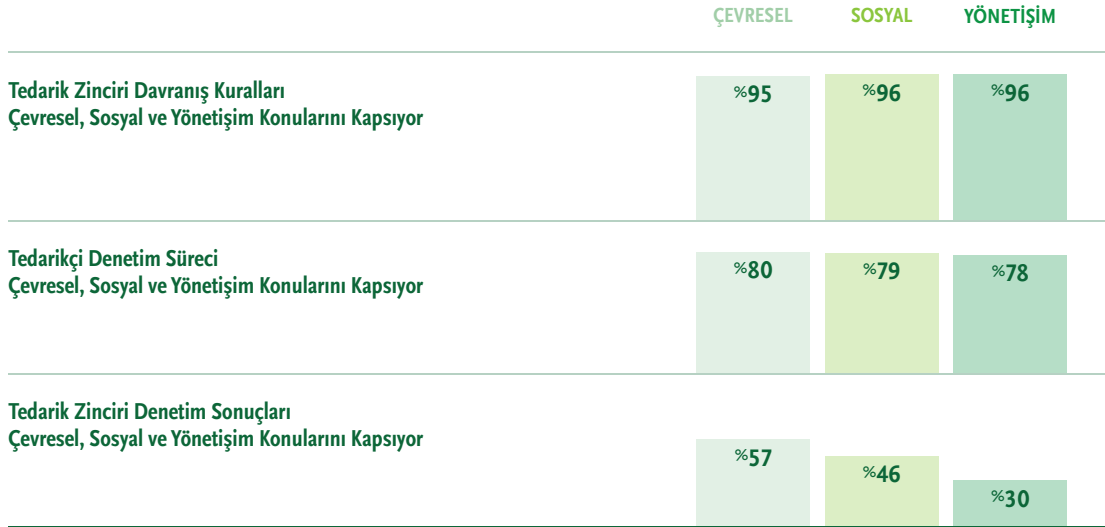 ÇEVRESEL SOSYAL YÖNETİŞİM
Tedarik Zinciri Davranış Kuralları
Çevresel, Sosyal ve Yönetişim Konularını Kapsıyor
%95 %96 %96
Tedarikçi Denetim Süreci
Çevresel, Sosyal ve Yönetişim Konularını Kapsıyor
%80 %79 %78
Tedarik Zinciri Denetim Sonuçları
Çevresel, Sosyal ve Yönetişim Konularını Kapsıyor
%57 %46 %30